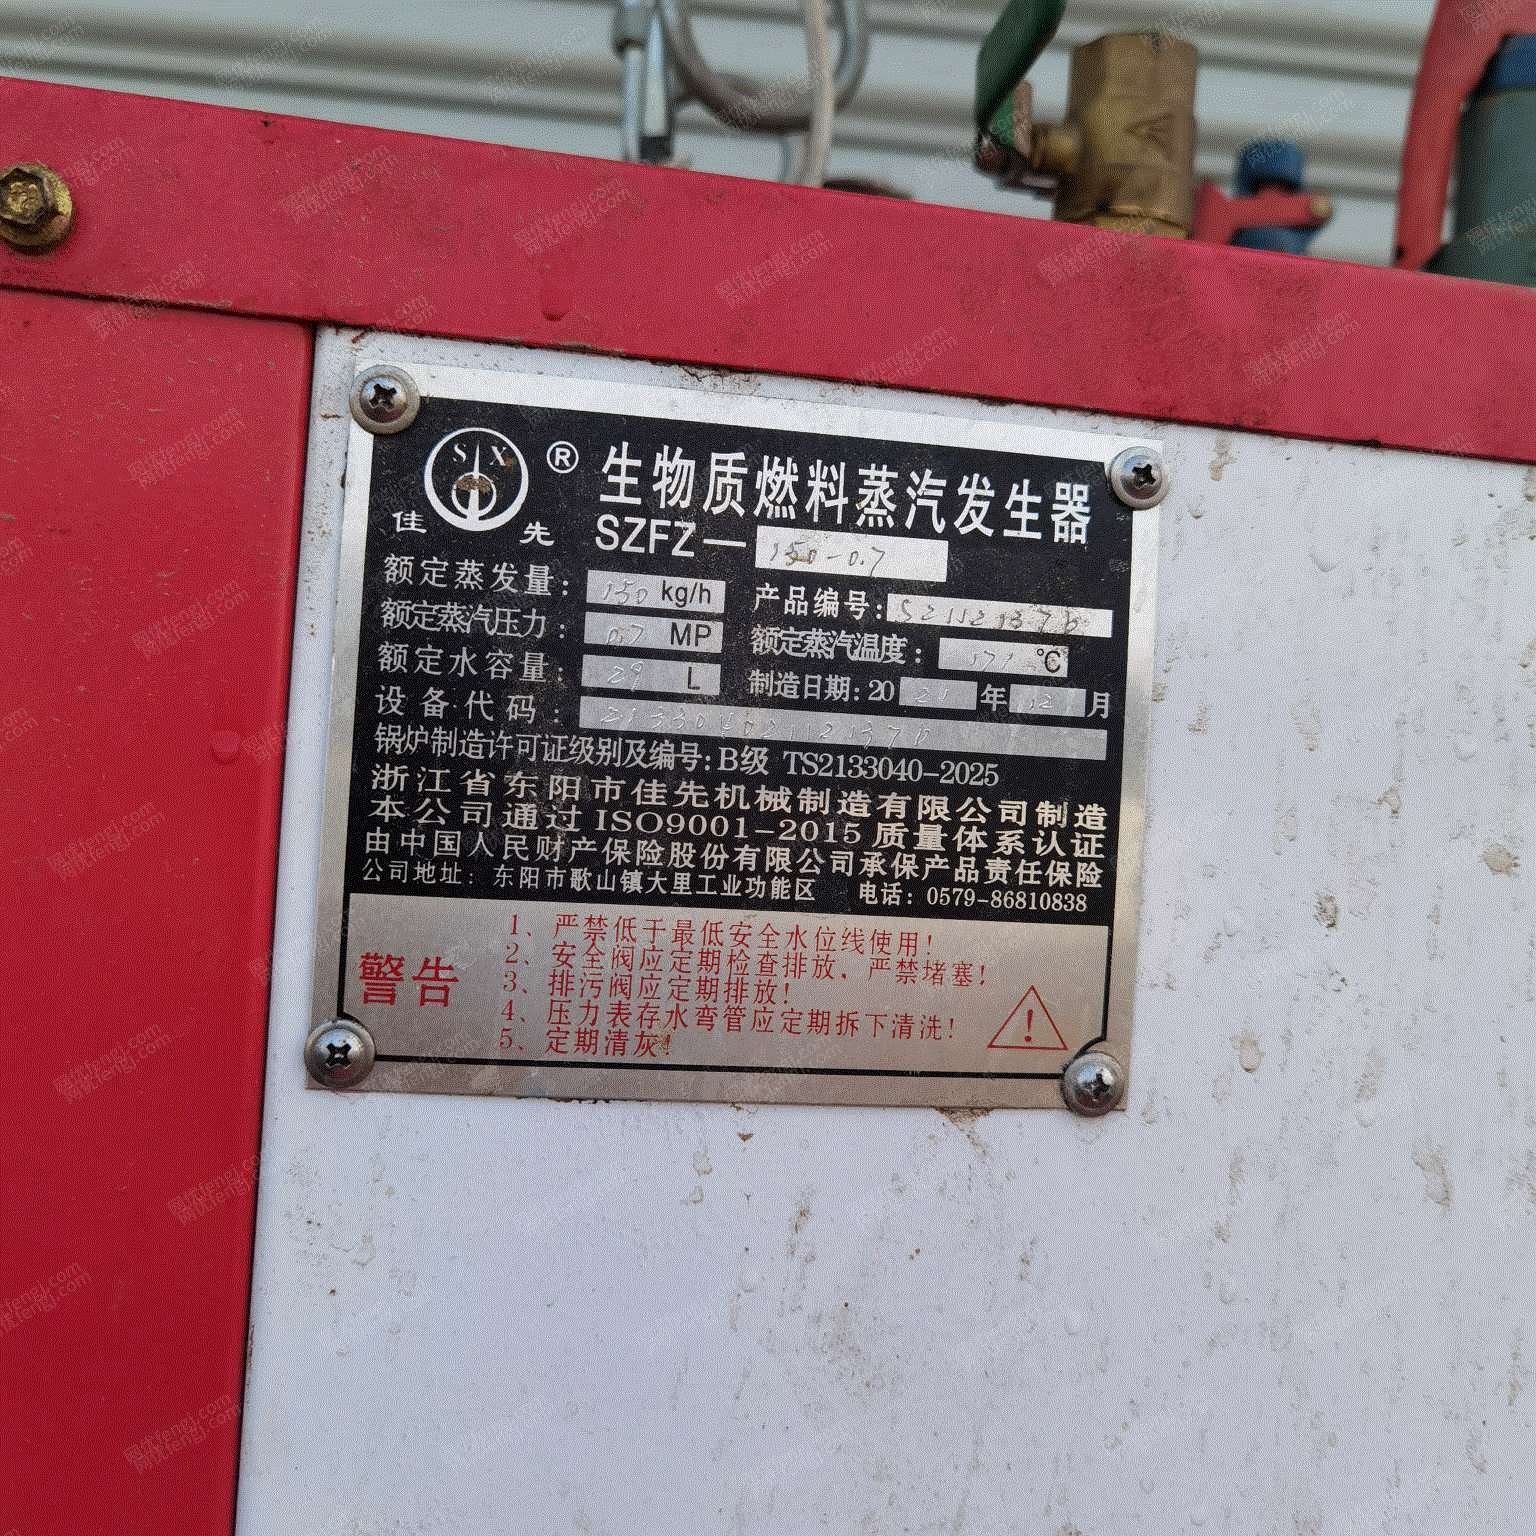 S X
佳 先 ®
生物质燃料蒸汽发生器
SZFZ— 150-0.7
额定蒸发量: 150 kg/h
产品编号:
额定蒸汽压力: 0.7 MP
额定蒸汽温度: 171 ℃
额定水容量: 29 L
制造日期: 20 21 年 12 月
设备代码:
锅炉制造许可证级别及编号: B级 TS2133040-2025
浙江省东阳市佳先机械制造有限公司制造
本公司通过ISO9001-2015质量体系认证
由中国人民财产保险股份有限公司承保产品责任保险
公司地址: 东阳市歌山镇大里工业功能区 电话: 0579-86810838
警告
1、严禁低于最低安全水位线使用!
2、安全阀应定期检查排放, 严禁堵塞!
3、排污阀应定期排放!
4、压力表存水弯管应定期拆下清洗!
5、定期清灰!